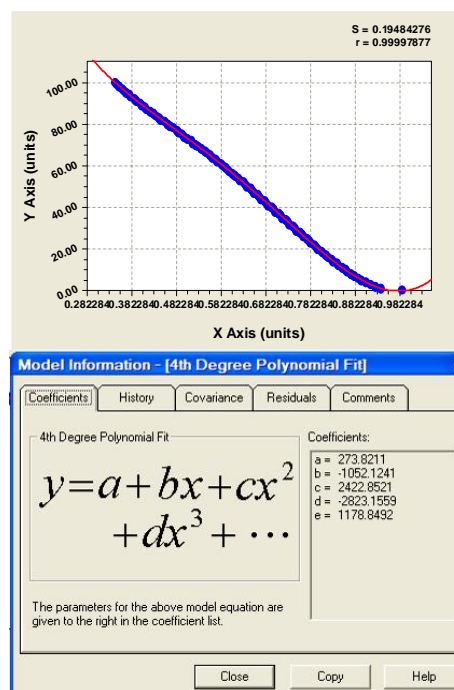 S = 0.19484276
r = 0.99997877
Y Axis (units)
100.00
80.00
60.00
40.00
20.00
0.00
0.282284 0.382284 0.482284 0.582284 0.682284 0.782284 0.882284 0.982284
X Axis (units)
Model Information - [4th Degree Polynomial Fit]
Coefficients History Covariance Residuals Comments
4th Degree Polynomial Fit
y=a+bx+cx²
+dx³+ ⋯
Coefficients:
a = 273.8211
b = -1052.1241
c = 2422.8521
d = -2823.1559
e = 1178.8492
The parameters for the above model equation are
given to the right in the coefficient list.
Close Copy Help